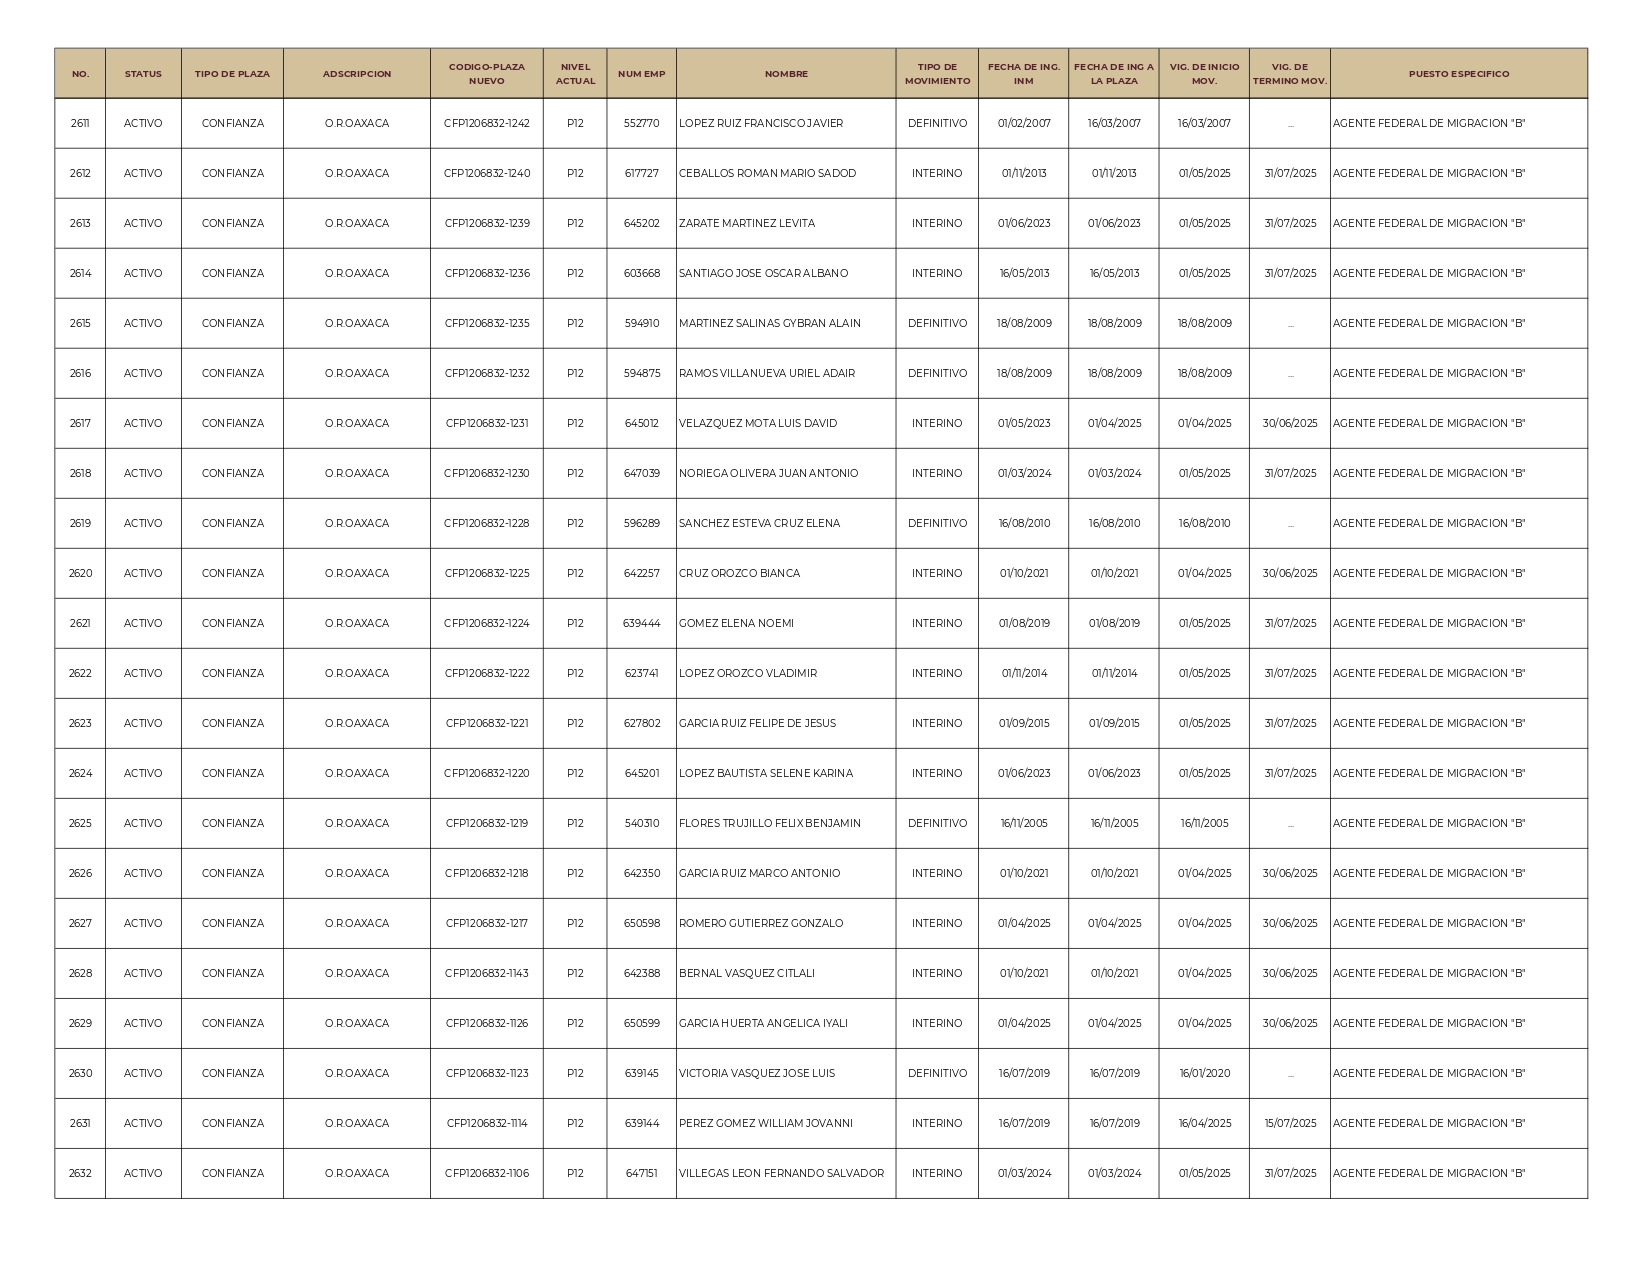 NO. STATUS TIPO DE PLAZA ADSCRIPCION CODIGO-PLAZA NUEVO NIVEL ACTUAL NUM EMP NOMBRE TIPO DE MOVIMIENTO FECHA DE ING. INM FECHA DE ING A LA PLAZA VIG. DE INICIO MOV. VIG. DE TERMINO MOV. PUESTO ESPECIFICO
2611 ACTIVO CONFIANZA O.R.OAXACA CFP1206832-1242 P12 552770 LOPEZ RUIZ FRANCISCO JAVIER DEFINITIVO 01/02/2007 16/03/2007 16/03/2007 ... AGENTE FEDERAL DE MIGRACION "B"
2612 ACTIVO CONFIANZA O.R.OAXACA CFP1206832-1240 P12 617727 CEBALLOS ROMAN MARIO SADOD INTERINO 01/11/2013 01/11/2013 01/05/2025 31/07/2025 AGENTE FEDERAL DE MIGRACION "B"
2613 ACTIVO CONFIANZA O.R.OAXACA CFP1206832-1239 P12 645202 ZARATE MARTINEZ LEVITA INTERINO 01/06/2023 01/06/2023 01/05/2025 31/07/2025 AGENTE FEDERAL DE MIGRACION "B"
2614 ACTIVO CONFIANZA O.R.OAXACA CFP1206832-1236 P12 603668 SANTIAGO JOSE OSCAR ALBANO INTERINO 16/05/2013 16/05/2013 01/05/2025 31/07/2025 AGENTE FEDERAL DE MIGRACION "B"
2615 ACTIVO CONFIANZA O.R.OAXACA CFP1206832-1235 P12 594910 MARTINEZ SALINAS GYBRAN ALAIN DEFINITIVO 18/08/2009 18/08/2009 18/08/2009 ... AGENTE FEDERAL DE MIGRACION "B"
2616 ACTIVO CONFIANZA O.R.OAXACA CFP1206832-1232 P12 594875 RAMOS VILLANUEVA URIEL ADAIR DEFINITIVO 18/08/2009 18/08/2009 18/08/2009 ... AGENTE FEDERAL DE MIGRACION "B"
2617 ACTIVO CONFIANZA O.R.OAXACA CFP1206832-1231 P12 645012 VELAZQUEZ MOTA LUIS DAVID INTERINO 01/05/2023 01/04/2025 01/04/2025 30/06/2025 AGENTE FEDERAL DE MIGRACION "B"
2618 ACTIVO CONFIANZA O.R.OAXACA CFP1206832-1230 P12 647039 NORIEGA OLIVERA JUAN ANTONIO INTERINO 01/03/2024 01/03/2024 01/05/2025 31/07/2025 AGENTE FEDERAL DE MIGRACION "B"
2619 ACTIVO CONFIANZA O.R.OAXACA CFP1206832-1228 P12 596289 SANCHEZ ESTEVA CRUZ ELENA DEFINITIVO 16/08/2010 16/08/2010 16/08/2010 ... AGENTE FEDERAL DE MIGRACION "B"
2620 ACTIVO CONFIANZA O.R.OAXACA CFP1206832-1225 P12 642257 CRUZ OROZCO BIANCA INTERINO 01/10/2021 01/10/2021 01/04/2025 30/06/2025 AGENTE FEDERAL DE MIGRACION "B"
2621 ACTIVO CONFIANZA O.R.OAXACA CFP1206832-1224 P12 639444 GOMEZ ELENA NOEMI INTERINO 01/08/2019 01/08/2019 01/05/2025 31/07/2025 AGENTE FEDERAL DE MIGRACION "B"
2622 ACTIVO CONFIANZA O.R.OAXACA CFP1206832-1222 P12 623741 LOPEZ OROZCO VLADIMIR INTERINO 01/11/2014 01/11/2014 01/05/2025 31/07/2025 AGENTE FEDERAL DE MIGRACION "B"
2623 ACTIVO CONFIANZA O.R.OAXACA CFP1206832-1221 P12 627802 GARCIA RUIZ FELIPE DE JESUS INTERINO 01/09/2015 01/09/2015 01/05/2025 31/07/2025 AGENTE FEDERAL DE MIGRACION "B"
2624 ACTIVO CONFIANZA O.R.OAXACA CFP1206832-1220 P12 645201 LOPEZ BAUTISTA SELENE KARINA INTERINO 01/06/2023 01/06/2023 01/05/2025 31/07/2025 AGENTE FEDERAL DE MIGRACION "B"
2625 ACTIVO CONFIANZA O.R.OAXACA CFP1206832-1219 P12 540310 FLORES TRUJILLO FELIX BENJAMIN DEFINITIVO 16/11/2005 16/11/2005 16/11/2005 ... AGENTE FEDERAL DE MIGRACION "B"
2626 ACTIVO CONFIANZA O.R.OAXACA CFP1206832-1218 P12 642350 GARCIA RUIZ MARCO ANTONIO INTERINO 01/10/2021 01/10/2021 01/04/2025 30/06/2025 AGENTE FEDERAL DE MIGRACION "B"
2627 ACTIVO CONFIANZA O.R.OAXACA CFP1206832-1217 P12 650598 ROMERO GUTIERREZ GONZALO INTERINO 01/04/2025 01/04/2025 01/04/2025 30/06/2025 AGENTE FEDERAL DE MIGRACION "B"
2628 ACTIVO CONFIANZA O.R.OAXACA CFP1206832-1143 P12 642388 BERNAL VASQUEZ CITLALI INTERINO 01/10/2021 01/10/2021 01/04/2025 30/06/2025 AGENTE FEDERAL DE MIGRACION "B"
2629 ACTIVO CONFIANZA O.R.OAXACA CFP1206832-1126 P12 650599 GARCIA HUERTA ANGELICA IYALI INTERINO 01/04/2025 01/04/2025 01/04/2025 30/06/2025 AGENTE FEDERAL DE MIGRACION "B"
2630 ACTIVO CONFIANZA O.R.OAXACA CFP1206832-1123 P12 639145 VICTORIA VASQUEZ JOSE LUIS DEFINITIVO 16/07/2019 16/07/2019 16/01/2020 ... AGENTE FEDERAL DE MIGRACION "B"
2631 ACTIVO CONFIANZA O.R.OAXACA CFP1206832-1114 P12 639144 PEREZ GOMEZ WILLIAM JOVANNI INTERINO 16/07/2019 16/07/2019 16/04/2025 15/07/2025 AGENTE FEDERAL DE MIGRACION "B"
2632 ACTIVO CONFIANZA O.R.OAXACA CFP1206832-1106 P12 647151 VILLEGAS LEON FERNANDO SALVADOR INTERINO 01/03/2024 01/03/2024 01/05/2025 31/07/2025 AGENTE FEDERAL DE MIGRACION "B"